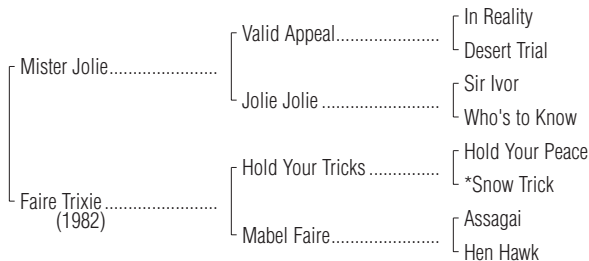 In Reality
Valid Appeal....................
Desert Trial
Mister Jolie.....................
Sir Ivor
Jolie Jolie .......................
Who's to Know
Hold Your Peace
Hold Your Tricks ..............
*Snow Trick
Faire Trixie ......................
(1982)
Assagai
Mabel Faire.....................
Hen Hawk